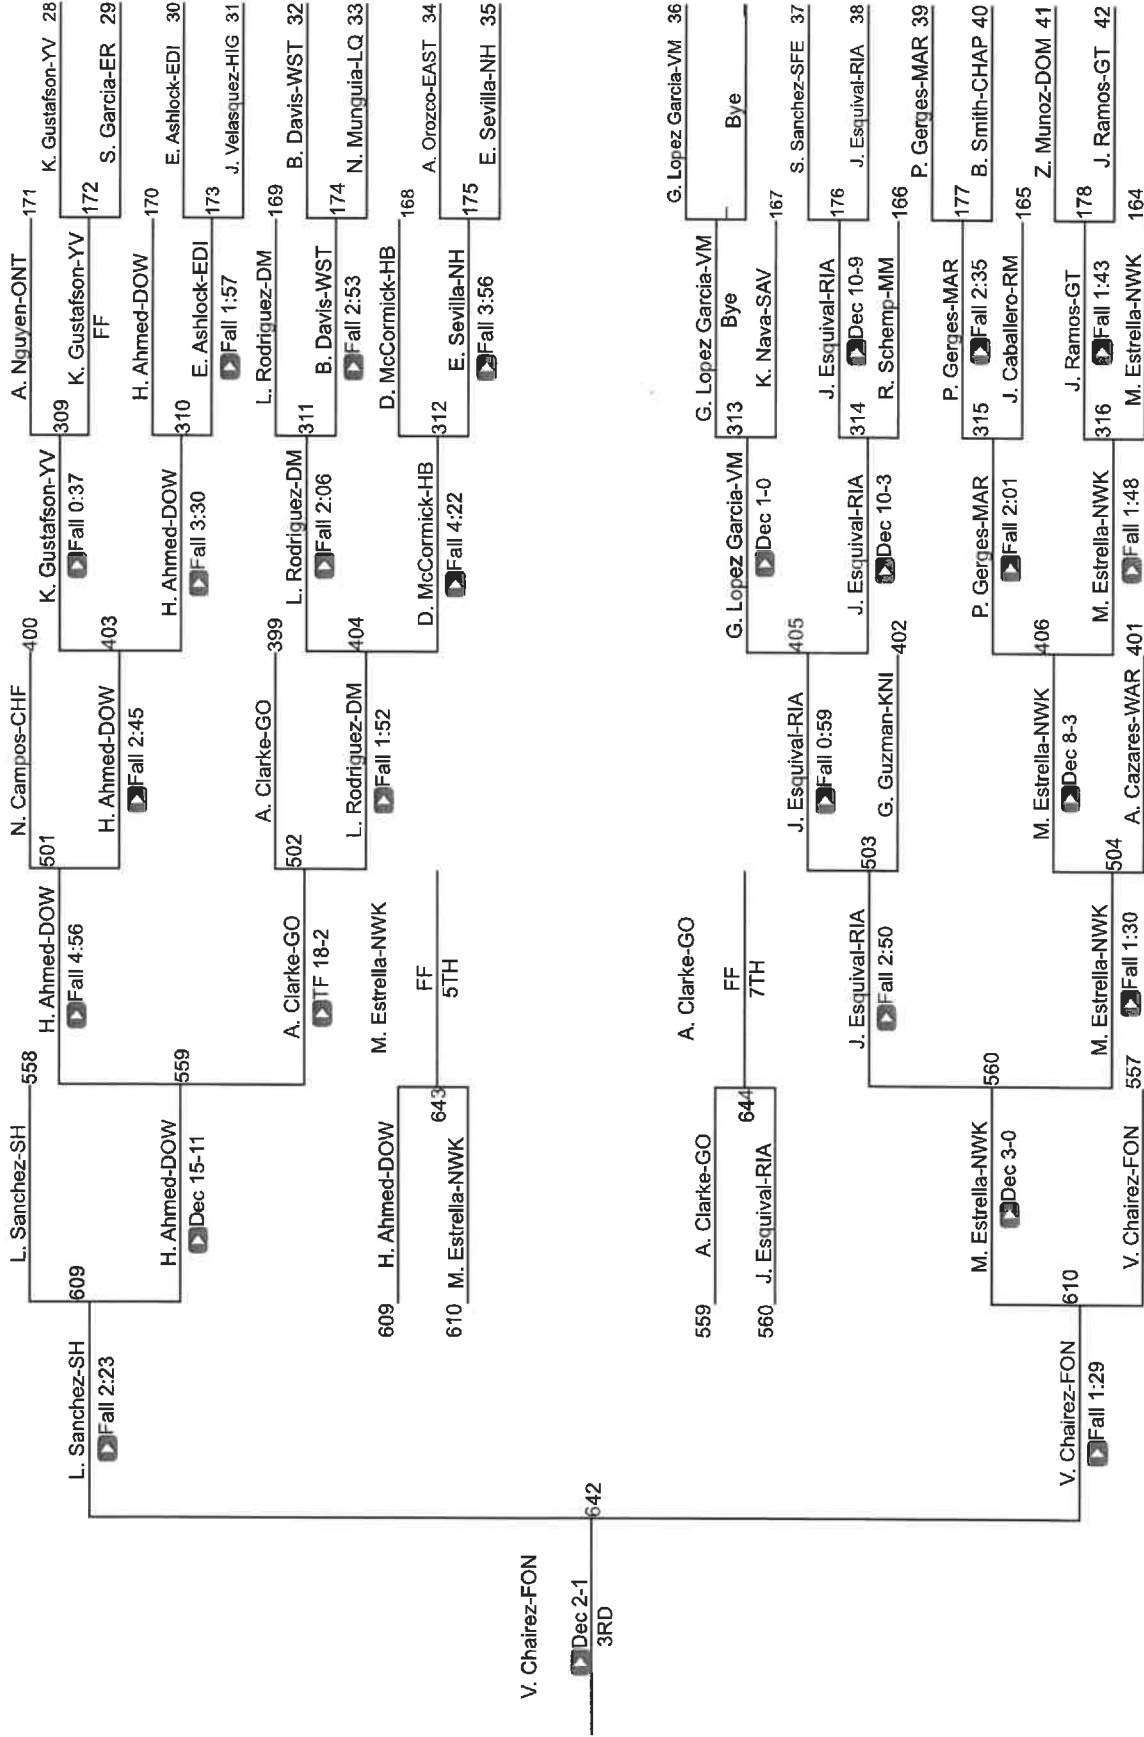 V. Chairez-FON
Dec 2-1
3RD
642
L. Sanchez-SH
Fall 2:23
V. Chairez-FON
Fall 1:29
609
610
L. Sanchez-SH 558
H. Ahmed-DOW
Dec 15-11
559
609 H. Ahmed-DOW
610 M. Estrella-NWK
643
559 A. Clarke-GO
560 J. Esquival-RIA
644
M. Estrella-NWK
Dec 3-0
560
V. Chairez-FON 557
H. Ahmed-DOW
Fall 4:56
501
A. Clarke-GO
TF 18-2
502
M. Estrella-NWK
FF
5TH
A. Clarke-GO
FF
7TH
J. Esquival-RIA
Fall 2:50
503
M. Estrella-NWK
Fall 1:30
504
N. Campos-CHF 400
H. Ahmed-DOW
Fall 2:45
403
A. Clarke-GO 399
L. Rodriguez-DM
Fall 1:52
404
J. Esquival-RIA
Fall 0:59
405
G. Guzman-KNI 402
M. Estrella-NWK
Dec 8-3
406
A. Cazares-WAR 401
K. Gustafson-YV
Fall 0:37
309
H. Ahmed-DOW
Fall 3:30
310
L. Rodriguez-DM
Fall 2:06
311
D. McCormick-HB
Fall 4:22
312
G. Lopez Garcia-VM
Dec 1-0
313
J. Esquival-RIA
Dec 10-3
314
P. Gerges-MAR
Fall 2:01
315
M. Estrella-NWK
Fall 1:48
316
A. Nguyen-ONT 171
K. Gustafson-YV
FF
172
H. Ahmed-DOW 170
E. Ashlock-EDI
Fall 1:57
173
L. Rodriguez-DM 169
B. Davis-WST
Fall 2:53
174
D. McCormick-HB 168
E. Sevilla-NH
Fall 3:56
175
G. Lopez Garcia-VM
Bye
K. Nava-SAV 167
J. Esquival-RIA
Dec 10-9
176
R. Schemp-MM 166
P. Gerges-MAR
Fall 2:35
177
J. Caballero-RM 165
J. Ramos-GT
Fall 1:43
178
M. Estrella-NWK 164
K. Gustafson-YV 28
S. Garcia-ER 29
E. Ashlock-EDI 30
J. Velasquez-HIG 31
B. Davis-WST 32
N. Munguia-LQ 33
A. Orozco-EAST 34
E. Sevilla-NH 35
G. Lopez Garcia-VM 36
Bye
S. Sanchez-SFE 37
J. Esquival-RIA 38
P. Gerges-MAR 39
B. Smith-CHAP 40
Z. Munoz-DOM 41
J. Ramos-GT 42